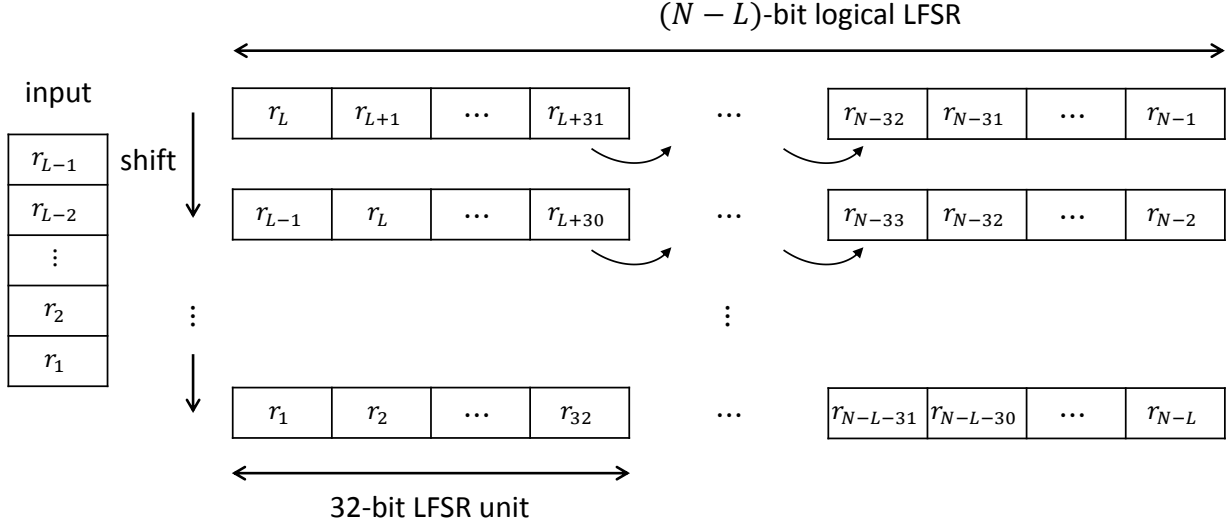 (N − L)-bit logical LFSR
input
shift
r_{L−1}
r_{L−2}
⋮
r_2
r_1
r_L r_{L+1} ⋯ r_{L+31} ⋯ r_{N−32} r_{N−31} ⋯ r_{N−1}
r_{L−1} r_L ⋯ r_{L+30} ⋯ r_{N−33} r_{N−32} ⋯ r_{N−2}
⋮ ⋮
r_1 r_2 ⋯ r_{32} ⋯ r_{N−L−31} r_{N−L−30} ⋯ r_{N−L}
32-bit LFSR unit